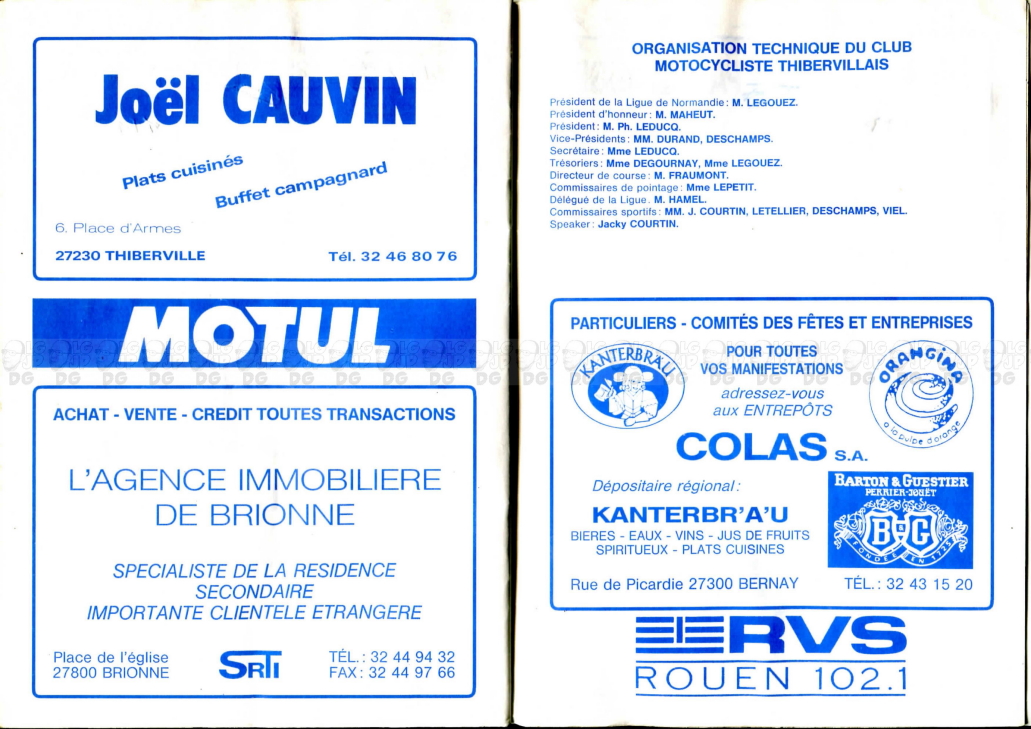 Joël CAUVIN
Plats cuisinés
Buffet campagnard
6. Place d'Armes
27230 THIBERVILLE Tél. 32 46 80 76
MOTUL
ACHAT - VENTE - CREDIT TOUTES TRANSACTIONS
L'AGENCE IMMOBILIERE
DE BRIONNE
SPECIALISTE DE LA RESIDENCE
SECONDAIRE
IMPORTANTE CLIENTELE ETRANGERE
Place de l'église
27800 BRIONNE
SRTI
TÉL. : 32 44 94 32
FAX : 32 44 97 66
ORGANISATION TECHNIQUE DU CLUB
MOTOCYCLISTE THIBERVILLAIS
Président de la Ligue de Normandie : M. LEGOUEZ.
Président d'honneur : M. MAHEUT.
Président : M. Ph. LEDUCQ.
Vice-Présidents : MM. DURAND, DESCHAMPS.
Secrétaire : Mme LEDUCQ.
Trésoriers : Mme DEGOURNAY, Mme LEGOUEZ.
Directeur de course : M. FRAUMONT.
Commissaires de pointage : Mme LEPETIT.
Délégué de la Ligue. M. HAMEL.
Commissaires sportifs : MM. J. COURTIN, LETELLIER, DESCHAMPS, VIEL.
Speaker : Jacky COURTIN.
PARTICULIERS - COMITÉS DES FÊTES ET ENTREPRISES
KANTERBRÄU
POUR TOUTES
VOS MANIFESTATIONS
adressez-vous
aux ENTREPÔTS
ORANGINA
à la pulpe d'orange
COLAS S.A.
Dépositaire régional :
KANTERBR'A'U
BIERES - EAUX - VINS - JUS DE FRUITS
SPIRITUEUX - PLATS CUISINES
BARTON & GUESTIER
PERRIER-JOUËT
B & G
FONDÉE EN 1725
Rue de Picardie 27300 BERNAY TÉL. : 32 43 15 20
RVS
ROUEN 102.1